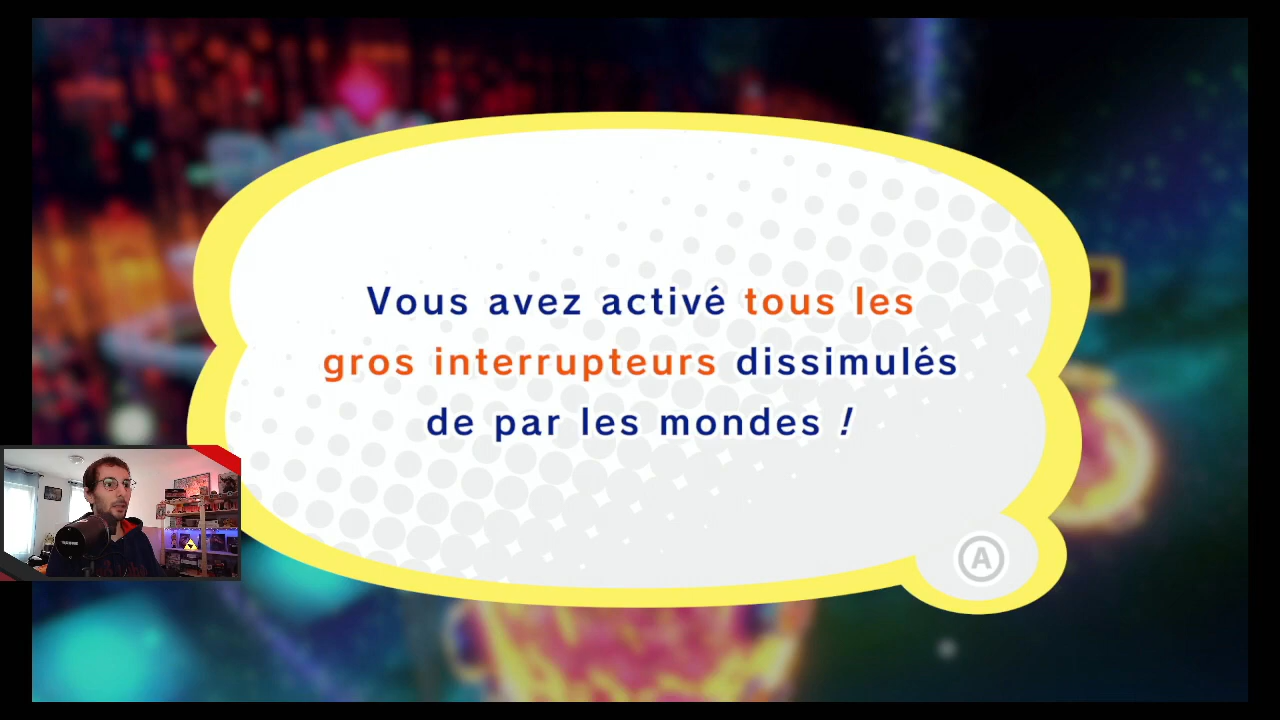 Vous avez activé tous les
gros interrupteurs dissimulés
de par les mondes !
A